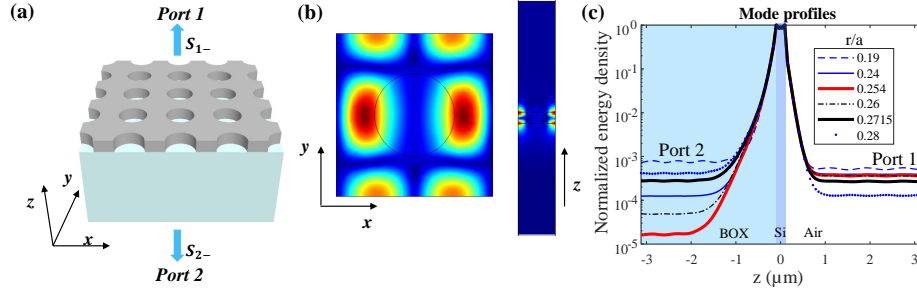 (a)
Port 1
S1−
z
y
x
S2−
Port 2
(b)
y
x
z
(c)
Mode profiles
Normalized energy density
10^0
10^-1
10^-2
10^-3
10^-4
10^-5
r/a
0.19
0.24
0.254
0.26
0.2715
0.28
Port 2
Port 1
BOX
Si
Air
-3 -2 -1 0 1 2 3
z (µm)